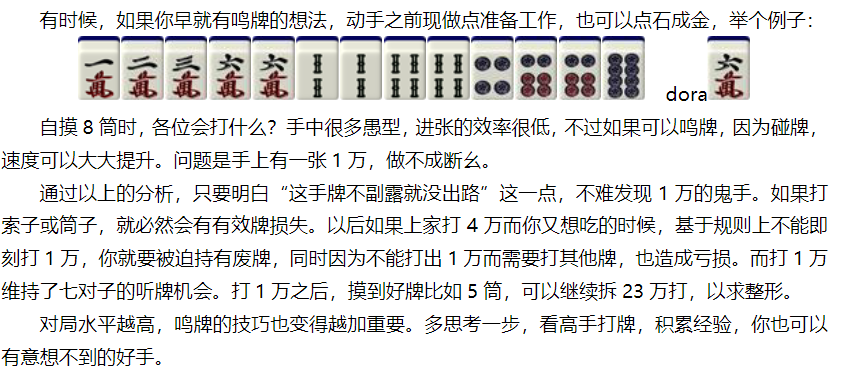 有时候，如果你早就有鸣牌的想法，动手之前现做点准备工作，也可以点石成金，举个例子：
一萬 二萬 三萬 六萬 六萬 dora 六萬
自摸 8 筒时，各位会打什么？手中很多愚型，进张的效率很低，不过如果可以鸣牌，因为碰牌，
速度可以大大提升。问题是手上有一张 1 万，做不成断幺。
通过以上的分析，只要明白“这手牌不副露就没出路”这一点，不难发现 1 万的鬼手。如果打
索子或筒子，就必然会有有效牌损失。以后如果上家打 4 万而你又想吃的时候，基于规则上不能即
刻打 1 万，你就要被迫持有废牌，同时因为不能打出 1 万而需要打其他牌，也造成亏损。而打 1 万
维持了七对子的听牌机会。打 1 万之后，摸到好牌比如 5 筒，可以继续拆 23 万打，以求整形。
对局水平越高，鸣牌的技巧也变得越加重要。多思考一步，看高手打牌，积累经验，你也可以
有意想不到的好手。